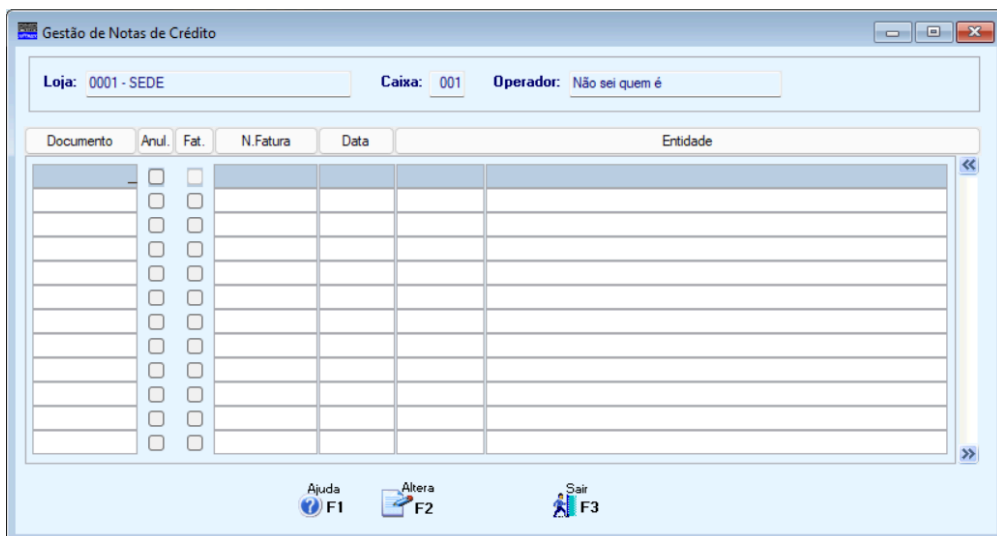 Gestão de Notas de Crédito
Loja: 0001 - SEDE Caixa: 001 Operador: Não sei quem é
Documento Anul. Fat. N.Fatura Data Entidade
Ajuda Altera Sair
F1 F2 F3